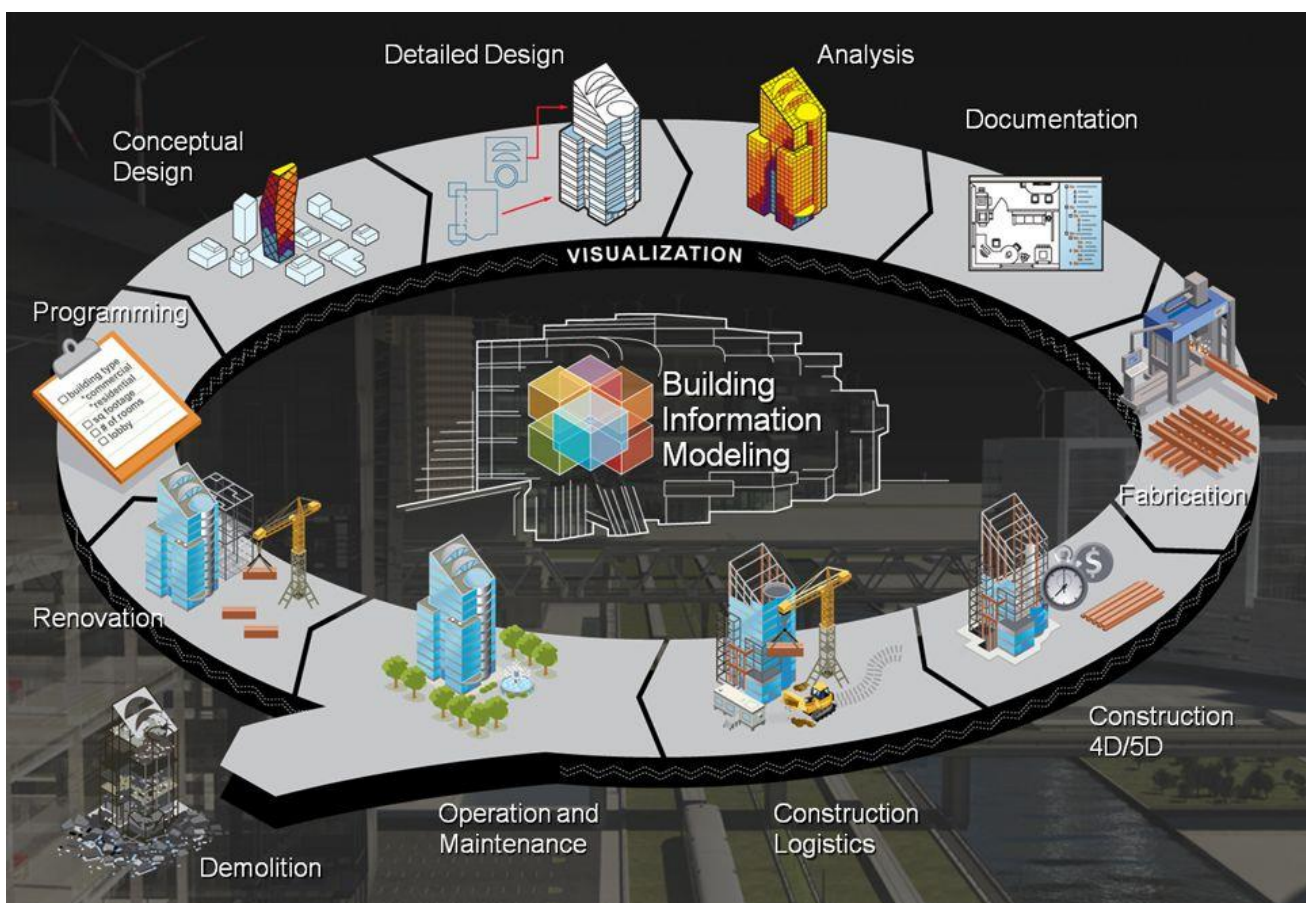 Detailed Design
Analysis
Documentation
Conceptual
Design
VISUALIZATION
Programming
building type
*commercial
*residential
sq footage
# of rooms
lobby
Building
Information
Modeling
Fabrication
$
Renovation
Construction
4D/5D
Operation and
Maintenance
Construction
Logistics
Demolition